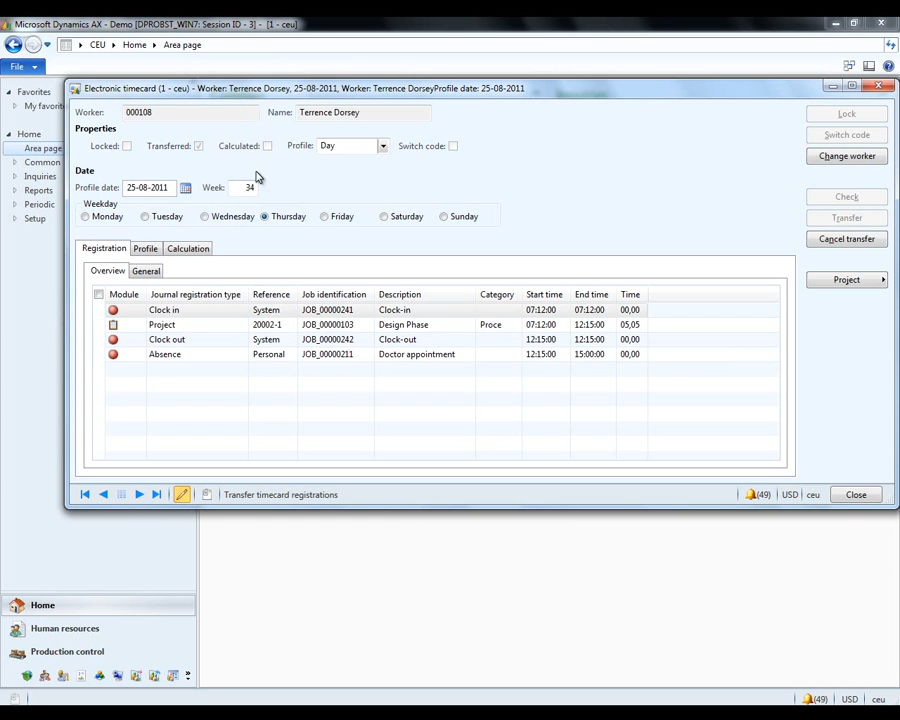 Microsoft Dynamics AX - Demo [DPROBST_WIN7: Session ID - 3] - [1 - ceu]
CEU Home Area page
File
Favorites
My favori
Home
Area page
Common
Inquiries
Reports
Periodic
Setup
Electronic timecard (1 - ceu) - Worker: Terrence Dorsey, 25-08-2011, Worker: Terrence DorseyProfile date: 25-08-2011
Worker: 000108 Name: Terrence Dorsey
Properties
Locked: Transferred: Calculated: Profile: Day Switch code:
Date
Profile date: 25-08-2011 Week: 34
Weekday
Monday Tuesday Wednesday Thursday Friday Saturday Sunday
Lock
Switch code
Change worker
Check
Transfer
Cancel transfer
Project
Registration Profile Calculation
Overview General
Module Journal registration type Reference Job identification Description Category Start time End time Time
Clock in System JOB_00000241 Clock-in 07:12:00 07:12:00 00,00
Project 20002-1 JOB_00000103 Design Phase Proce 07:12:00 12:15:00 05,05
Clock out System JOB_00000242 Clock-out 12:15:00 12:15:00 00,00
Absence Personal JOB_00000211 Doctor appointment 12:15:00 15:00:00 00,00
Transfer timecard registrations (49) USD ceu Close
Home
Human resources
Production control
(49) USD ceu